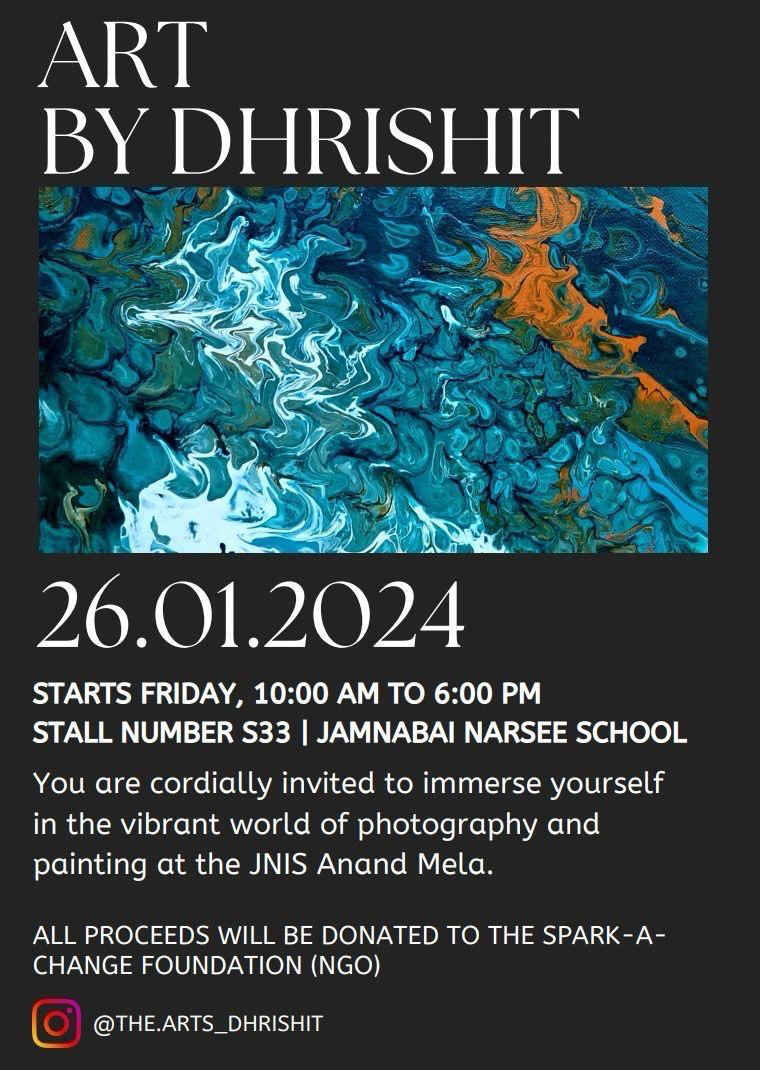 ART
BY DHRISHIT
26.01.2024
STARTS FRIDAY, 10:00 AM TO 6:00 PM
STALL NUMBER S33 | JAMNABAI NARSEE SCHOOL
You are cordially invited to immerse yourself
in the vibrant world of photography and
painting at the JNIS Anand Mela.
ALL PROCEEDS WILL BE DONATED TO THE SPARK-A-
CHANGE FOUNDATION (NGO)
@THE.ARTS_DHRISHIT